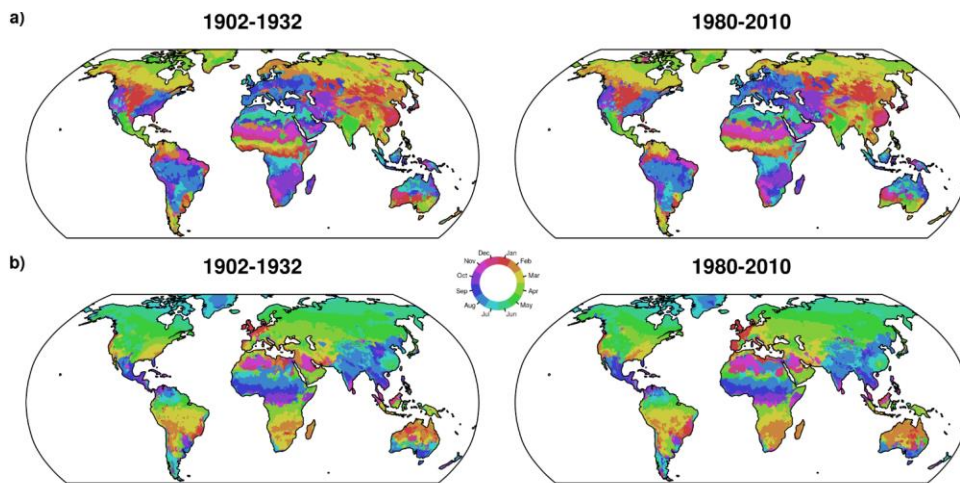 a)
1902-1932
1980-2010
b)
1902-1932
1980-2010
Dec
Jan
Nov
Feb
Oct
Mar
Sep
Apr
Aug
May
Jul
Jun